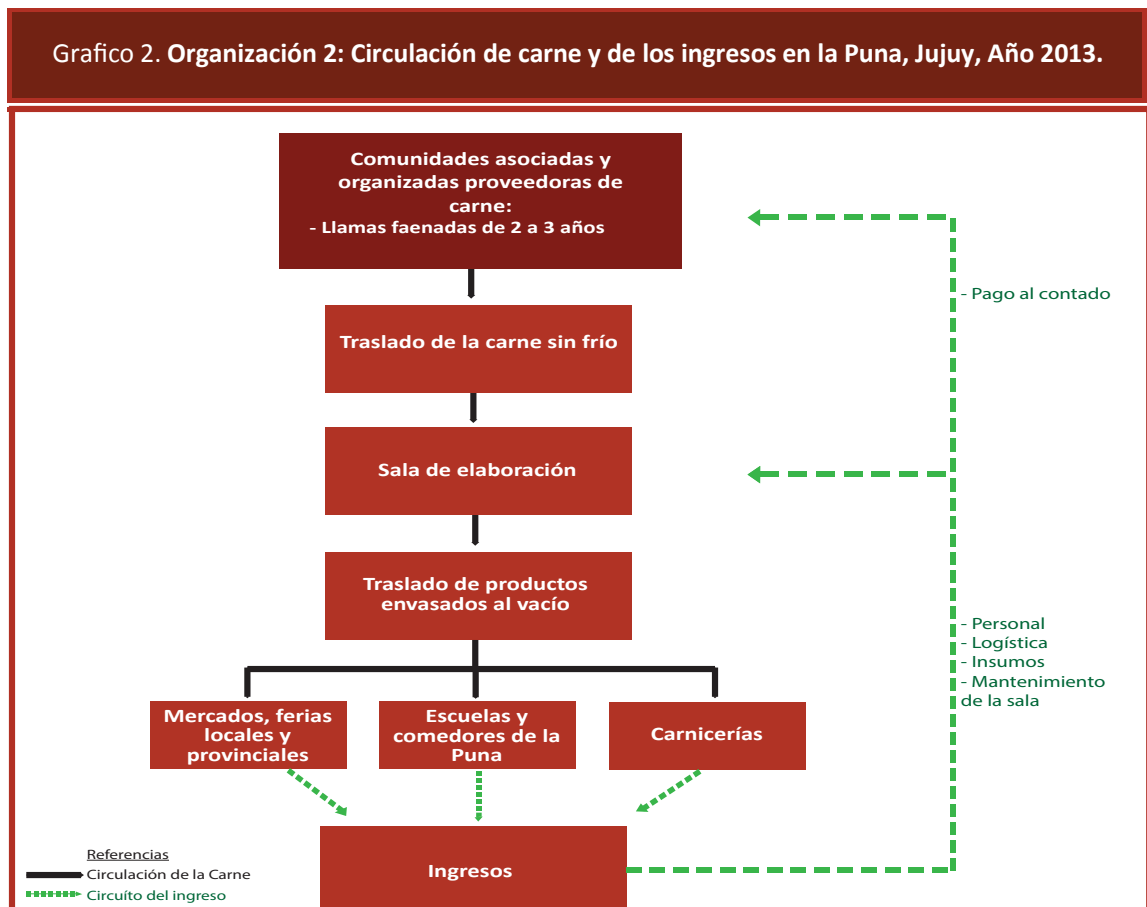 Grafico 2. Organización 2: Circulación de carne y de los ingresos en la Puna, Jujuy, Año 2013.
Comunidades asociadas y
organizadas proveedoras de
carne:
- Llamas faenadas de 2 a 3 años
- Pago al contado
Traslado de la carne sin frío
Sala de elaboración
Traslado de productos
envasados al vacío
- Personal
- Logística
- Insumos
- Mantenimiento
de la sala
Mercados, ferias
locales y
provinciales
Escuelas y
comedores de la
Puna
Carnicerías
Ingresos
Referencias
Circulación de la Carne
Circuíto del ingreso